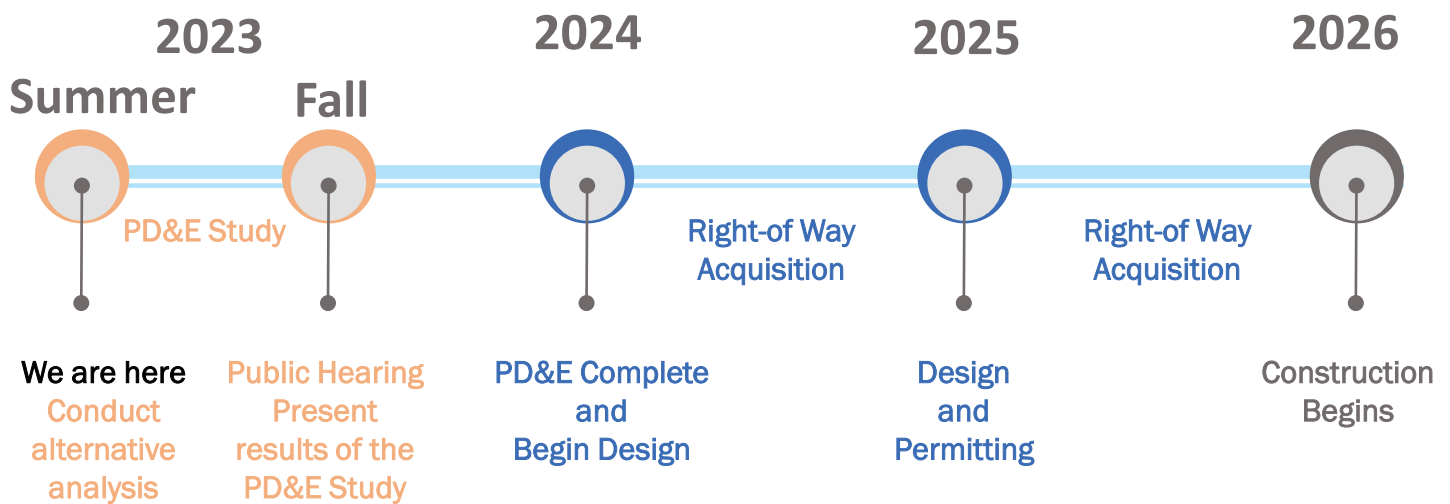 2023
2024
2025
2026
Summer
Fall
PD&E Study
Right-of Way
Acquisition
Right-of Way
Acquisition
We are here
Conduct
alternative
analysis
Public Hearing
Present
results of the
PD&E Study
PD&E Complete
and
Begin Design
Design
and
Permitting
Construction
Begins